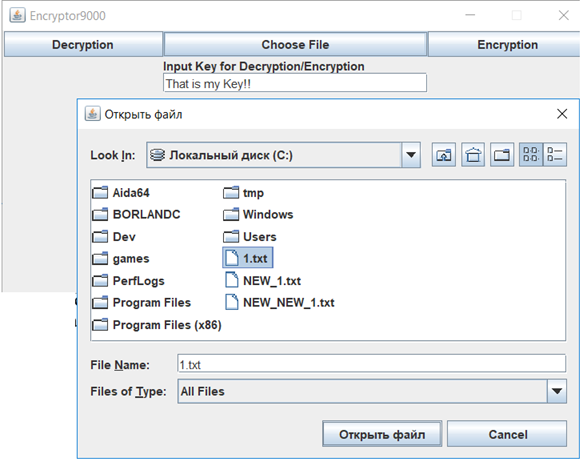 Encryptor9000
Decryption Choose File Encryption
Input Key for Decryption/Encryption
That is my Key!!
Открыть файл
Look In: Локальный диск (C:)
Aida64 tmp
BORLANDC Windows
Dev Users
games 1.txt
PerfLogs NEW_1.txt
Program Files NEW_NEW_1.txt
Program Files (x86)
File Name: 1.txt
Files of Type: All Files
Открыть файл Cancel